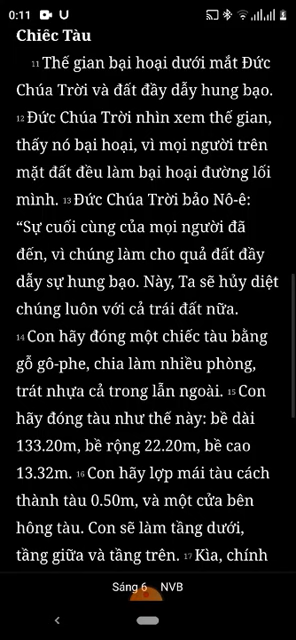 0:11
Chiếc Tàu
11 Thế gian bại hoại dưới mắt Đức
Chúa Trời và đất đầy dẫy hung bạo.
12 Đức Chúa Trời nhìn xem thế gian,
thấy nó bại hoại, vì mọi người trên
mặt đất đều làm bại hoại đường lối
mình. 13 Đức Chúa Trời bảo Nô-ê:
“Sự cuối cùng của mọi người đã
đến, vì chúng làm cho quả đất đầy
dẫy sự hung bạo. Này, Ta sẽ hủy diệt
chúng luôn với cả trái đất nữa.
14 Con hãy đóng một chiếc tàu bằng
gỗ gô-phe, chia làm nhiều phòng,
trát nhựa cả trong lẫn ngoài. 15 Con
hãy đóng tàu như thế này: bề dài
133.20m, bề rộng 22.20m, bề cao
13.32m. 16 Con hãy lợp mái tàu cách
thành tàu 0.50m, và một cửa bên
hông tàu. Con sẽ làm tầng dưới,
tầng giữa và tầng trên. 17 Kìa, chính
Sáng 6 NVB